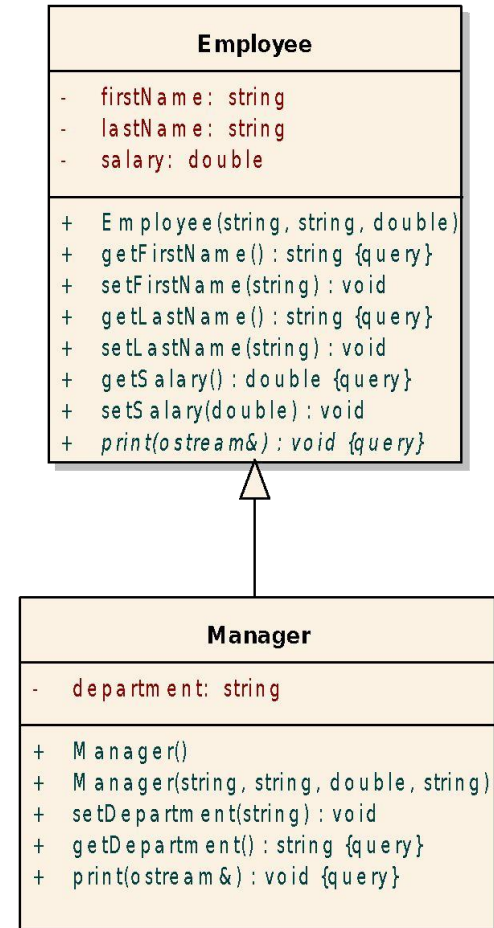 Employee
- firstName: string
- lastName: string
- salary: double
+ Employee(string, string, double)
+ getFirstName() : string {query}
+ setFirstName(string) : void
+ getLastName() : string {query}
+ setLastName(string) : void
+ getSalary() : double {query}
+ setSalary(double) : void
+ print(ostream&) : void {query}
Manager
- department: string
+ Manager()
+ Manager(string, string, double, string)
+ setDepartment(string) : void
+ getDepartment() : string {query}
+ print(ostream&) : void {query}